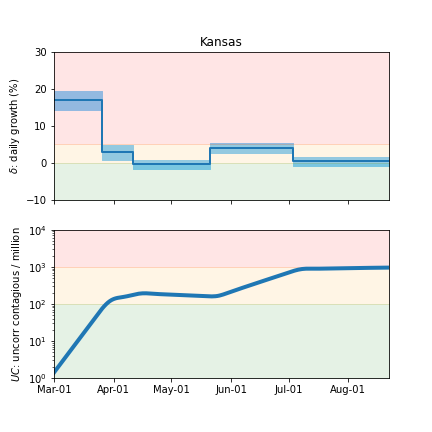 Kansas
30
20
10
0
−10
δ: daily growth (%)
10⁴
10³
10²
10¹
10⁰
UC: uncorr contagious / million
Mar-01 Apr-01 May-01 Jun-01 Jul-01 Aug-01